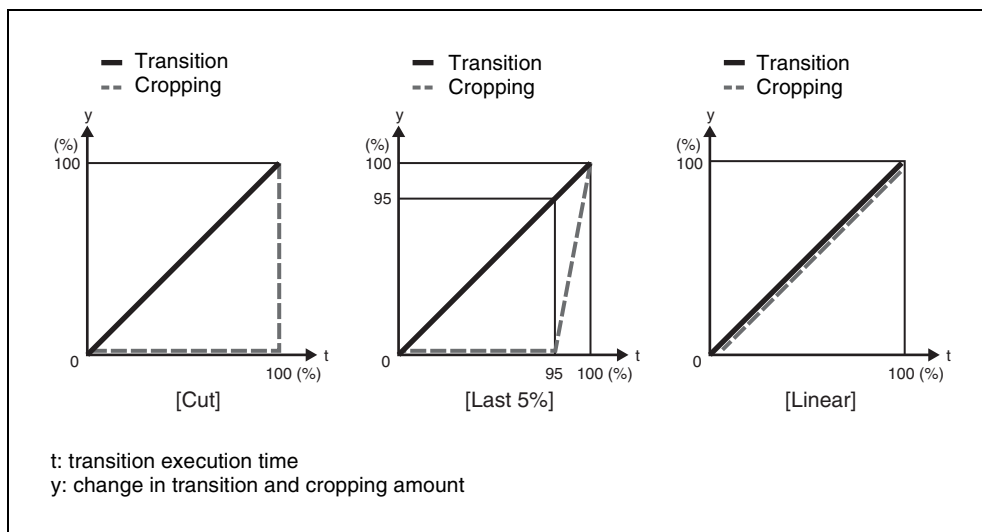 Transition
Cropping
y
(%)
100
0
t
100 (%)
[Cut]
Transition
Cropping
y
(%)
100
95
0
t
95 100 (%)
[Last 5%]
Transition
Cropping
y
(%)
100
0
t
100 (%)
[Linear]
t: transition execution time
y: change in transition and cropping amount